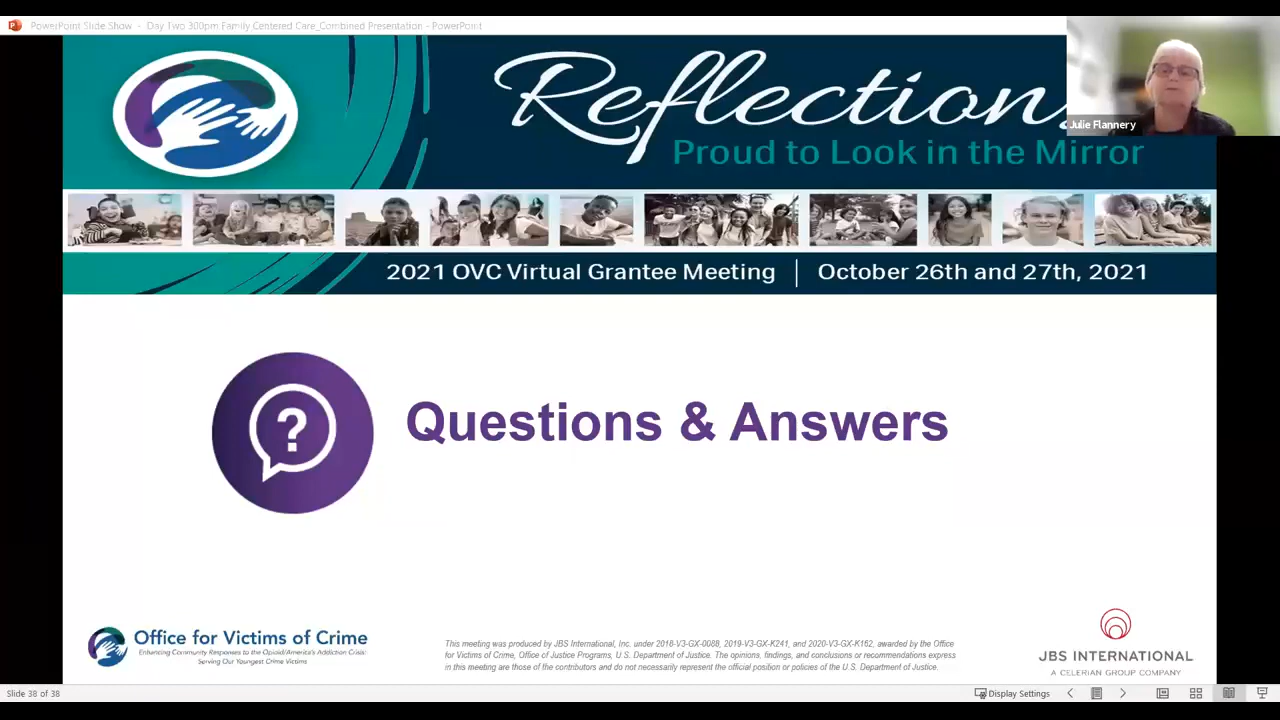 PowerPoint Slide Show - Day Two 300pm Family Centered Care_Combined Presentation - PowerPoint
Reflection
Julie Flannery
Proud to Look in the Mirror
2021 OVC Virtual Grantee Meeting | October 26th and 27th, 2021
?
Questions & Answers
Office for Victims of Crime
Enhancing Community Responses to the Opioid/America's Addiction Crisis:
Serving Our Youngest Crime Victims
This meeting was produced by JBS International, Inc. under 2018-V3-GX-0088, 2019-V3-GX-K241, and 2020-V3-GX-K162, awarded by the Office
for Victims of Crime, Office of Justice Programs, U.S. Department of Justice. The opinions, findings, and conclusions or recommendations express
in this meeting are those of the contributors and do not necessarily represent the official position or policies of the U.S. Department of Justice.
JBS INTERNATIONAL
A CELERIAN GROUP COMPANY
Slide 38 of 38
Display Settings